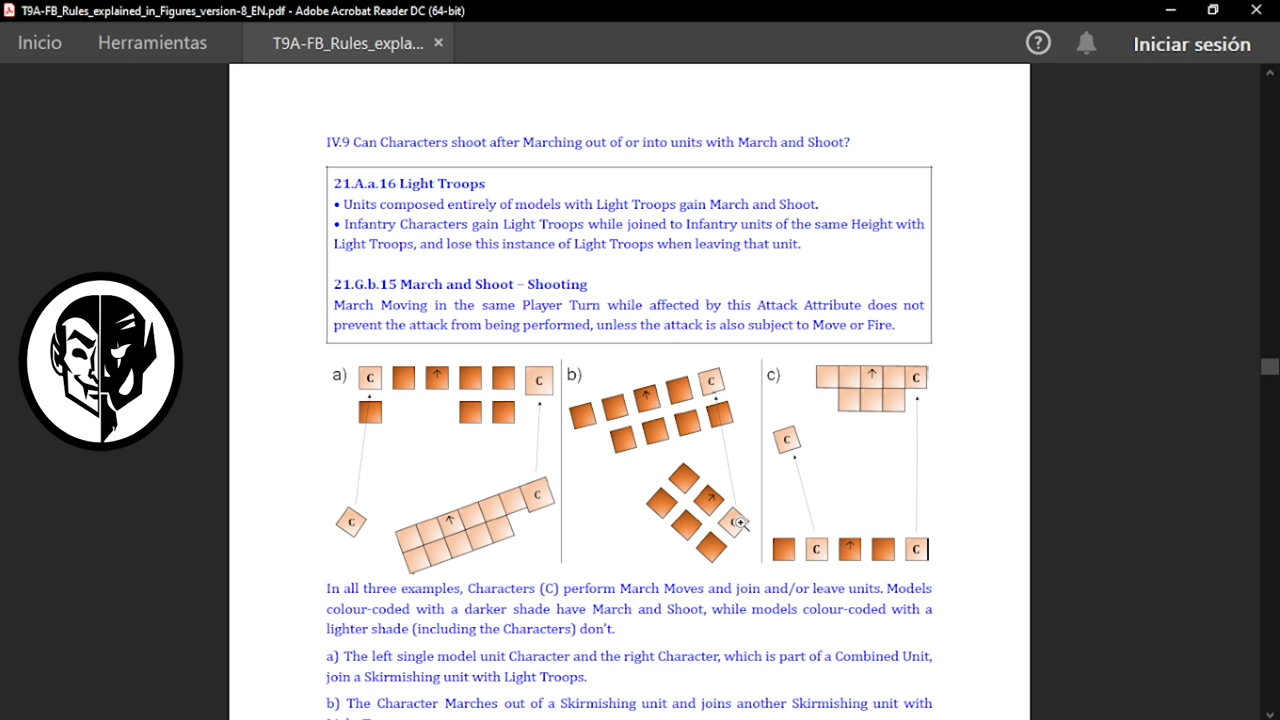 T9A-FB_Rules_explained_in_Figures_version-8_EN.pdf - Adobe Acrobat Reader DC (64-bit)
Inicio Herramientas T9A-FB_Rules_expla... × ? Iniciar sesión
IV.9 Can Characters shoot after Marching out of or into units with March and Shoot?
21.A.a.16 Light Troops
• Units composed entirely of models with Light Troops gain March and Shoot.
• Infantry Characters gain Light Troops while joined to Infantry units of the same Height with
Light Troops, and lose this instance of Light Troops when leaving that unit.
21.G.b.15 March and Shoot – Shooting
March Moving in the same Player Turn while affected by this Attack Attribute does not
prevent the attack from being performed, unless the attack is also subject to Move or Fire.
a) C C b) C c) C
C
C C C
C C
In all three examples, Characters (C) perform March Moves and join and/or leave units. Models
colour-coded with a darker shade have March and Shoot, while models colour-coded with a
lighter shade (including the Characters) don't.
a) The left single model unit Character and the right Character, which is part of a Combined Unit,
join a Skirmishing unit with Light Troops.
b) The Character Marches out of a Skirmishing unit and joins another Skirmishing unit with